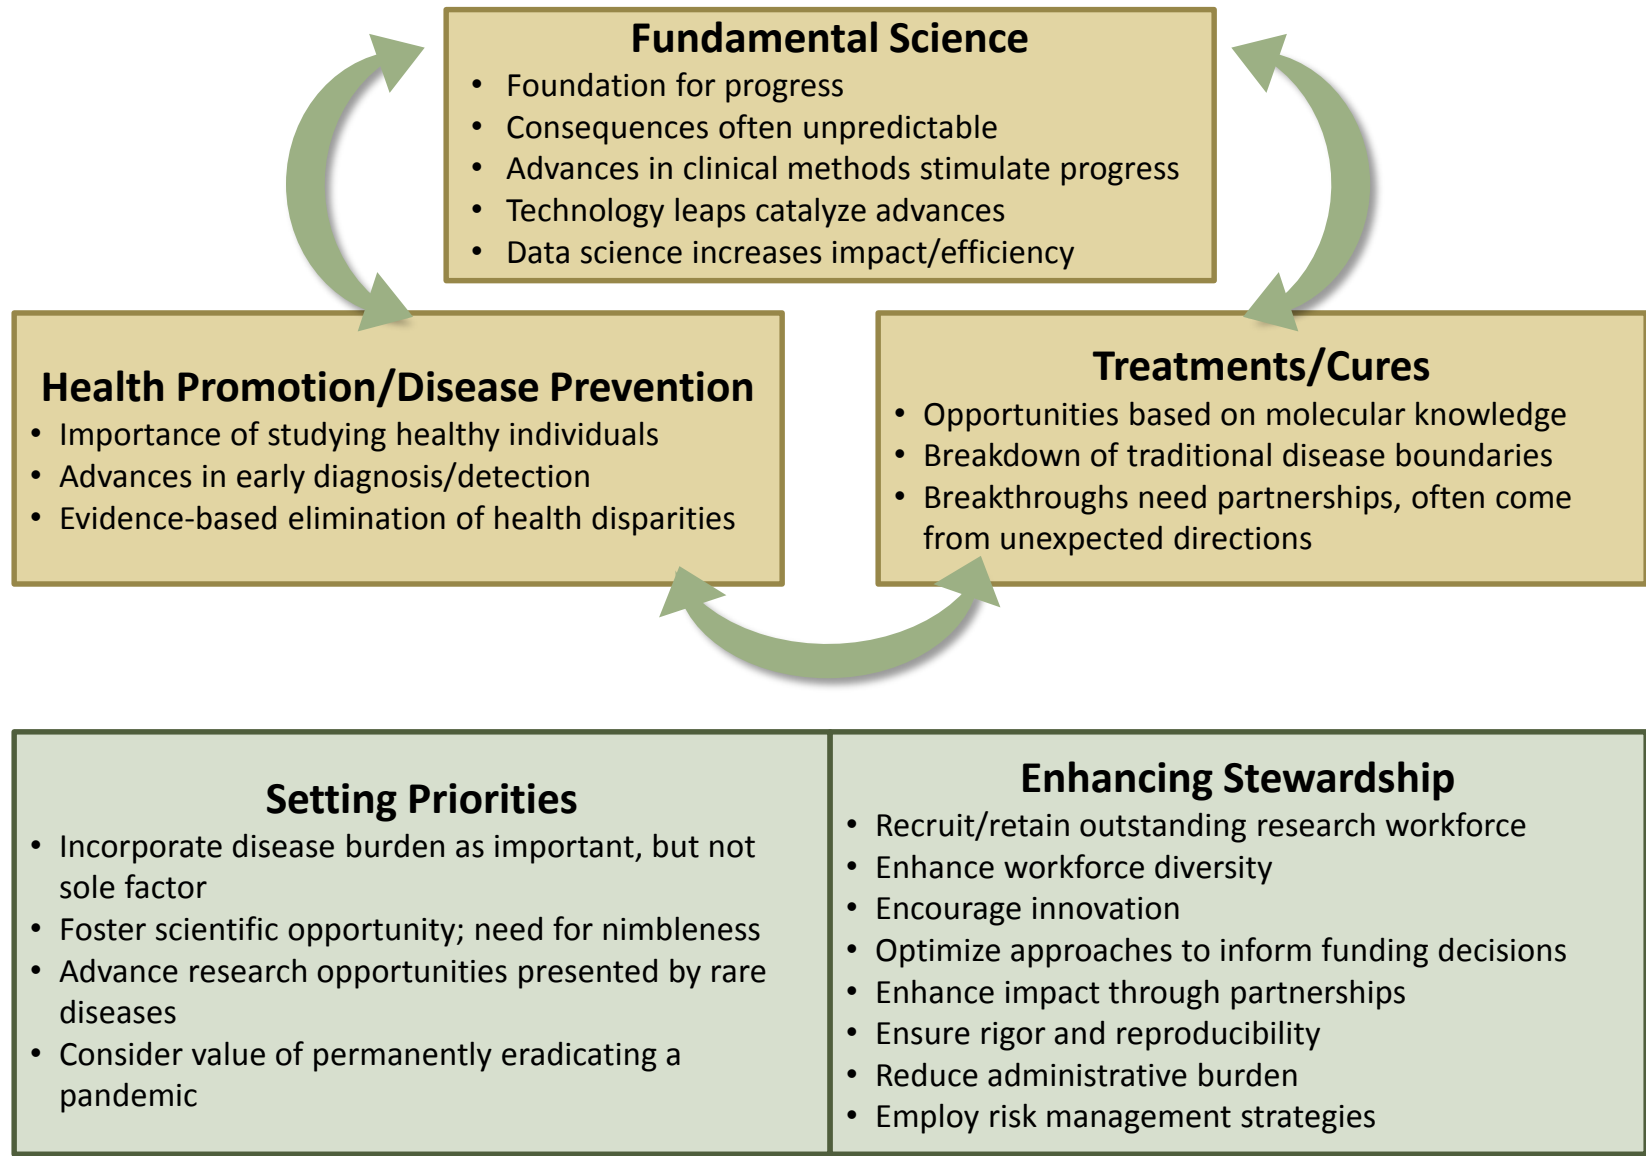 Fundamental Science
• Foundation for progress
• Consequences often unpredictable
• Advances in clinical methods stimulate progress
• Technology leaps catalyze advances
• Data science increases impact/efficiency
Health Promotion/Disease Prevention
• Importance of studying healthy individuals
• Advances in early diagnosis/detection
• Evidence-based elimination of health disparities
Treatments/Cures
• Opportunities based on molecular knowledge
• Breakdown of traditional disease boundaries
• Breakthroughs need partnerships, often come
from unexpected directions
Setting Priorities
• Incorporate disease burden as important, but not
sole factor
• Foster scientific opportunity; need for nimbleness
• Advance research opportunities presented by rare
diseases
• Consider value of permanently eradicating a
pandemic
Enhancing Stewardship
• Recruit/retain outstanding research workforce
• Enhance workforce diversity
• Encourage innovation
• Optimize approaches to inform funding decisions
• Enhance impact through partnerships
• Ensure rigor and reproducibility
• Reduce administrative burden
• Employ risk management strategies